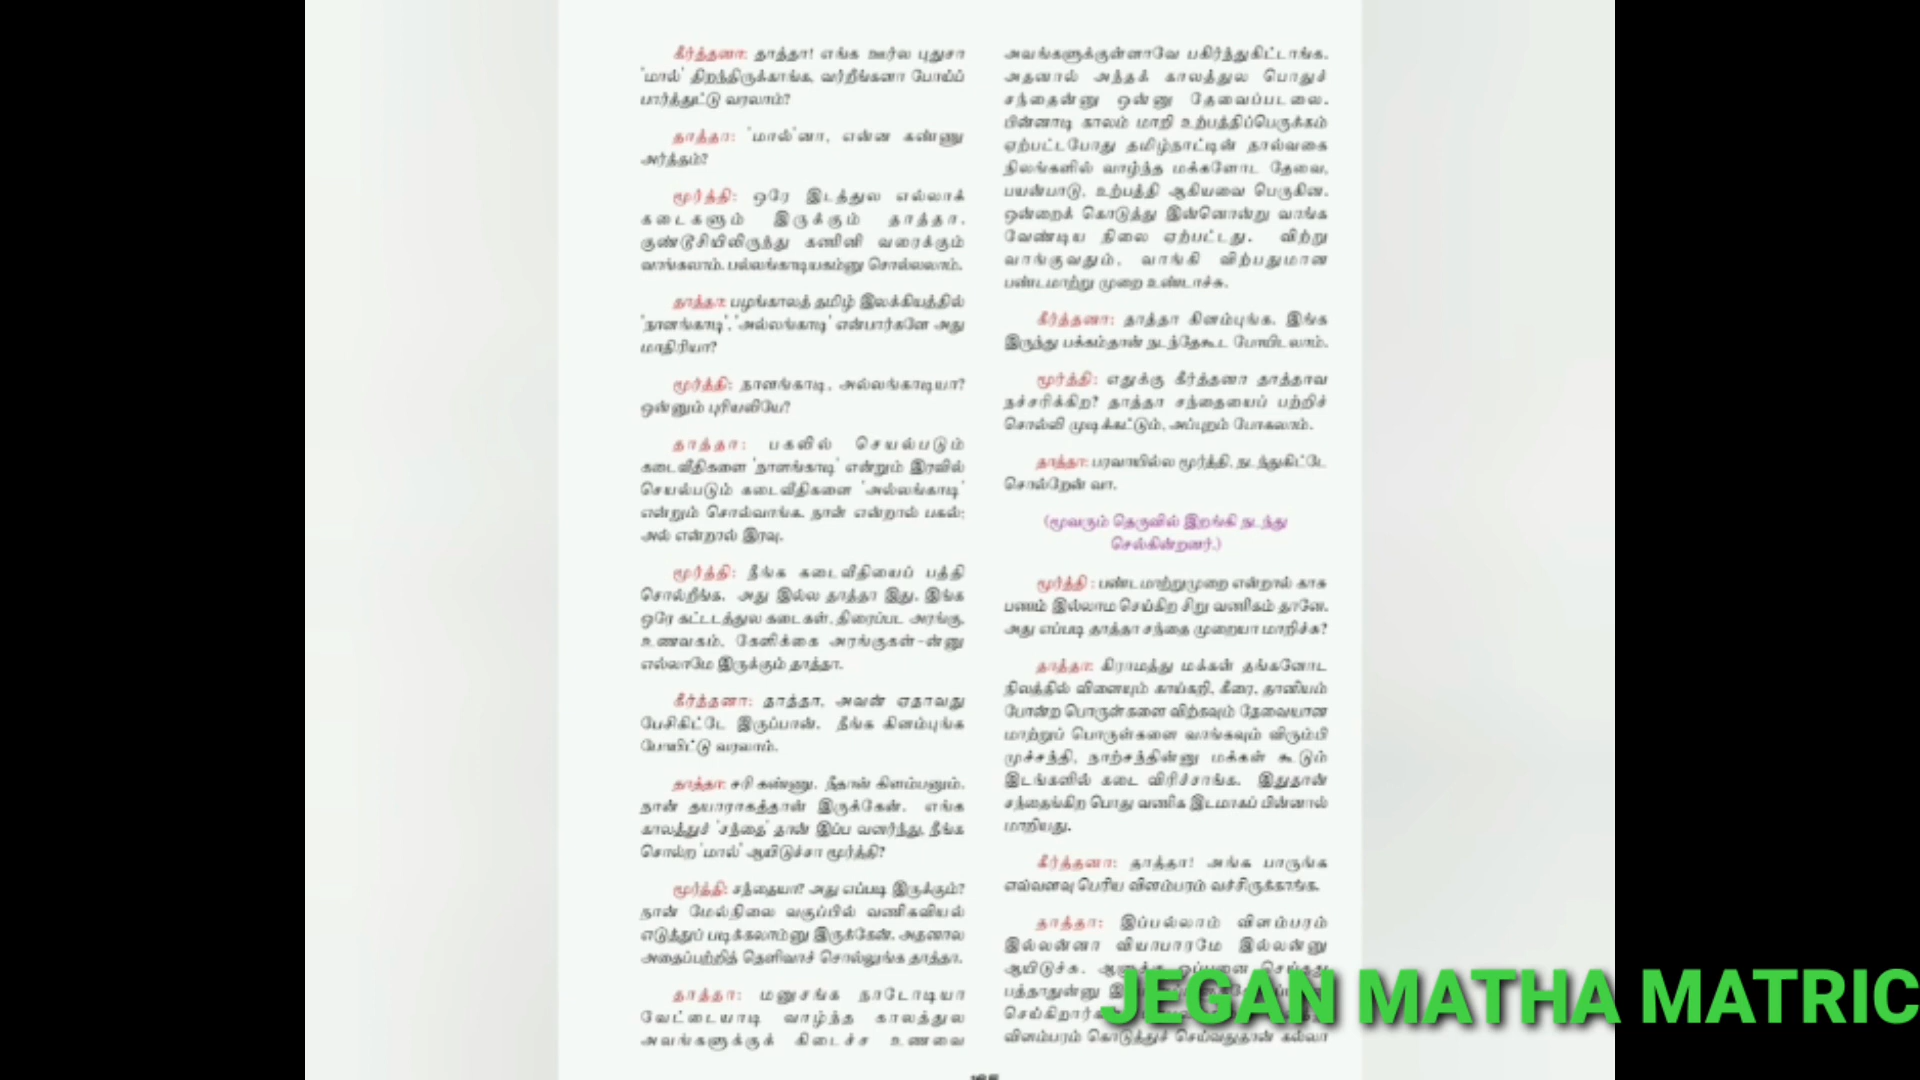 கீர்த்தனா: தாத்தா! எங்க ஊர்ல புதுசா
'மால்' திறந்திருக்காங்க, வர்றீங்களா போய்ப்
பார்த்துட்டு வரலாம்?
தாத்தா: 'மால்'னா, என்ன கண்ணு
அர்த்தம்?
மூர்த்தி: ஒரே இடத்துல எல்லாக்
கடைகளும் இருக்கும் தாத்தா.
குண்டூசியிலிருந்து கணினி வரைக்கும்
வாங்கலாம். பல்லங்காடியகம்னு சொல்லலாம்.
தாத்தா: பழங்காலத் தமிழ் இலக்கியத்தில்
'நாளங்காடி', 'அல்லங்காடி' என்பார்களே அது
மாதிரியா?
மூர்த்தி: நாளங்காடி, அல்லங்காடியா?
ஒன்னும் புரியலியே?
தாத்தா: பகலில் செயல்படும்
கடைவீதிகளை 'நாளங்காடி' என்றும் இரவில்
செயல்படும் கடைவீதிகளை 'அல்லங்காடி'
என்றும் சொல்வாங்க. நாள் என்றால் பகல்;
அல் என்றால் இரவு.
மூர்த்தி: நீங்க கடைவீதியைப் பத்தி
சொல்றீங்க. அது இல்ல தாத்தா இது. இங்க
ஒரே கட்டடத்துல கடைகள், திரைப்பட அரங்கு,
உணவகம், கேளிக்கை அரங்குகள்-ன்னு
எல்லாமே இருக்கும் தாத்தா.
கீர்த்தனா: தாத்தா, அவன் ஏதாவது
பேசிகிட்டே இருப்பான். நீங்க கிளம்புங்க
போயிட்டு வரலாம்.
தாத்தா: சரி கண்ணு. நீதான் கிளம்பனும்.
நான் தயாராகத்தான் இருக்கேன். எங்க
காலத்துச் 'சந்தை' தான் இப்ப வளர்ந்து, நீங்க
சொல்ற 'மால்' ஆயிடுச்சா மூர்த்தி?
மூர்த்தி: சந்தையா? அது எப்படி இருக்கும்?
நான் மேல்நிலை வகுப்பில் வணிகவியல்
எடுத்துப் படிக்கலாம்னு இருக்கேன். அதனால
அதைப்பற்றித் தெளிவாச் சொல்லுங்க தாத்தா.
தாத்தா: மனுசங்க நாடோடியா
வேட்டையாடி வாழ்ந்த காலத்துல
அவங்களுக்குக் கிடைச்ச உணவை
அவங்களுக்குள்ளாவே பகிர்ந்துகிட்டாங்க.
அதனால் அந்தக் காலத்துல பொதுச்
சந்தைன்னு ஒன்னு தேவைப்படலை.
பின்னாடி காலம் மாறி உற்பத்திப்பெருக்கம்
ஏற்பட்டபோது தமிழ்நாட்டின் நால்வகை
நிலங்களில் வாழ்ந்த மக்களோட தேவை,
பயன்பாடு, உற்பத்தி ஆகியவை பெருகின.
ஒன்றைக் கொடுத்து இன்னொன்று வாங்க
வேண்டிய நிலை ஏற்பட்டது. விற்று
வாங்குவதும், வாங்கி விற்பதுமான
பண்டமாற்று முறை உண்டாச்சு.
கீர்த்தனா: தாத்தா கிளம்புங்க. இங்க
இருந்து பக்கம்தான் நடந்தேகூட போயிடலாம்.
மூர்த்தி: எதுக்கு கீர்த்தனா தாத்தாவ
நச்சரிக்கிற? தாத்தா சந்தையைப் பற்றிச்
சொல்லி முடிக்கட்டும், அப்புறம் போகலாம்.
தாத்தா: பரவாயில்ல மூர்த்தி, நடந்துகிட்டே
சொல்றேன் வா.
(மூவரும் தெருவில் இறங்கி நடந்து
செல்கின்றனர்.)
மூர்த்தி : பண்டமாற்றுமுறை என்றால் காசு
பணம் இல்லாம செய்கிற சிறு வணிகம் தானே.
அது எப்படி தாத்தா சந்தை முறையா மாறிச்சு?
தாத்தா: கிராமத்து மக்கள் தங்களோட
நிலத்தில் விளையும் காய்கறி, கீரை, தானியம்
போன்ற பொருள்களை விற்கவும் தேவையான
மாற்றுப் பொருள்களை வாங்கவும் விரும்பி
முச்சந்தி, நாற்சந்தின்னு மக்கள் கூடும்
இடங்களில் கடை விரிச்சாங்க. இதுதான்
சந்தைங்கிற பொது வணிக இடமாகப் பின்னால்
மாறியது.
கீர்த்தனா: தாத்தா! அங்க பாருங்க
எவ்வளவு பெரிய விளம்பரம் வச்சிருக்காங்க.
தாத்தா: இப்பல்லாம் விளம்பரம்
இல்லன்னா வியாபாரமே இல்லன்னு
ஆயிடுச்சு. ஆளுக்கு ஒப்பனை செய்தது
பத்தாதுன்னு
செய்கிறார்க
விளம்பரம் கொடுத்துச் செய்வதுதான் கல்லா
JEGAN MATHA MATRIC